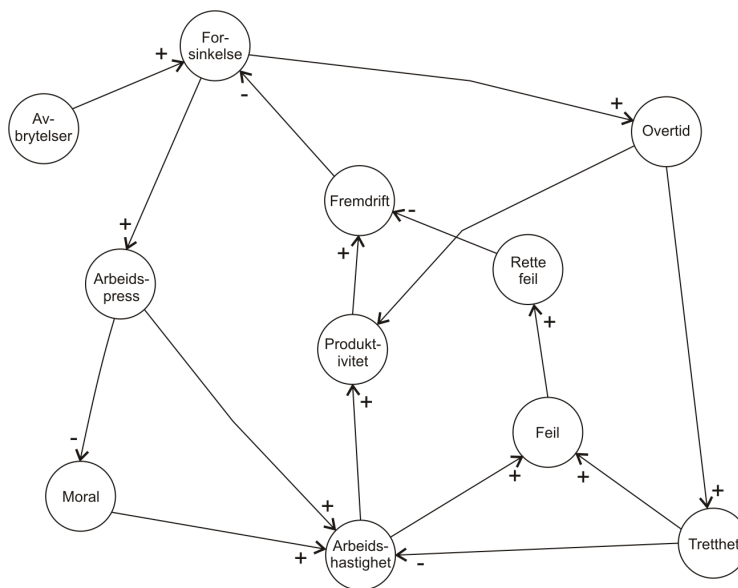 For-
sinkelse
+
+
Av-
brytelser
Overtid
-
Fremdrift
-
+
+
Rette
feil
Arbeids-
press
+
Produkt-
ivitet
+
Feil
-
+
+
+
Moral
+
+
Arbeids-
hastighet
-
Tretthet